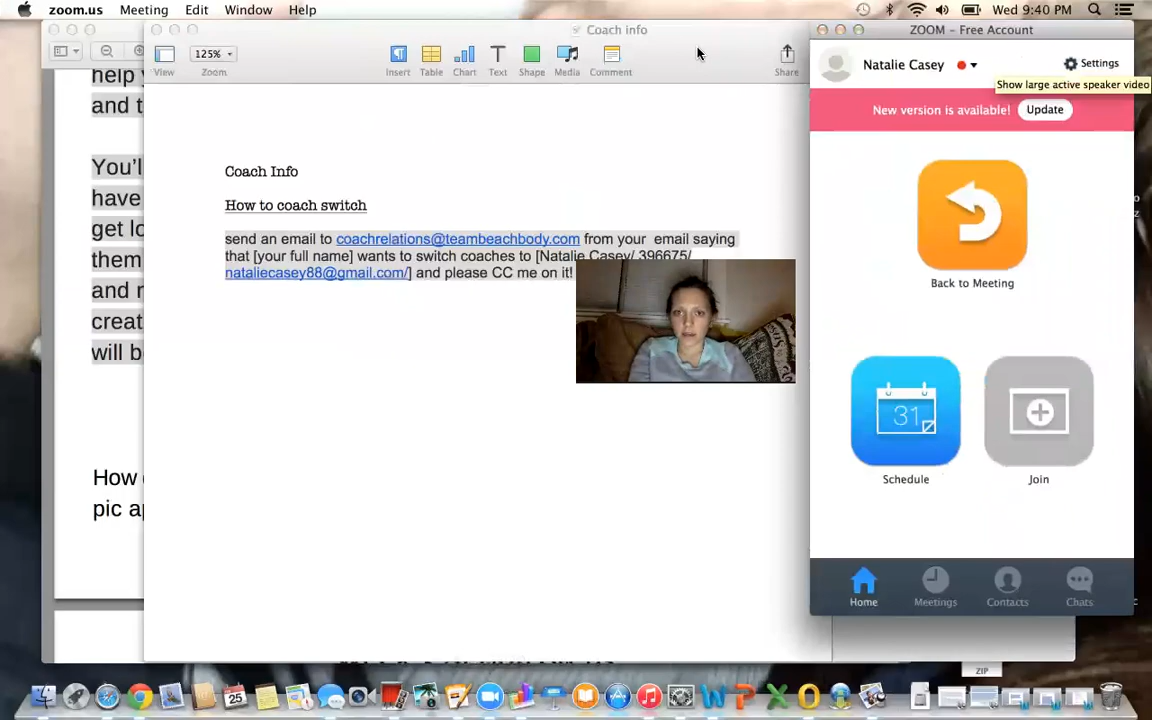 zoom.us Meeting Edit Window Help Wed 9:40 PM
Coach info
125%
View Zoom Insert Table Chart Text Shape Media Comment Share
help
and t
You'l
have
get lo
them
and r
creat
will b
How
pic a
Coach Info
How to coach switch
send an email to coachrelations@teambeachbody.com from your email saying
that [your full name] wants to switch coaches to [Natalie Casey/ 396675/
nataliecasey88@gmail.com/] and please CC me on it!
ZOOM - Free Account
Natalie Casey Settings
Show large active speaker video
New version is available! Update
Back to Meeting
31
Schedule Join
Home Meetings Contacts Chats
ZIP
25